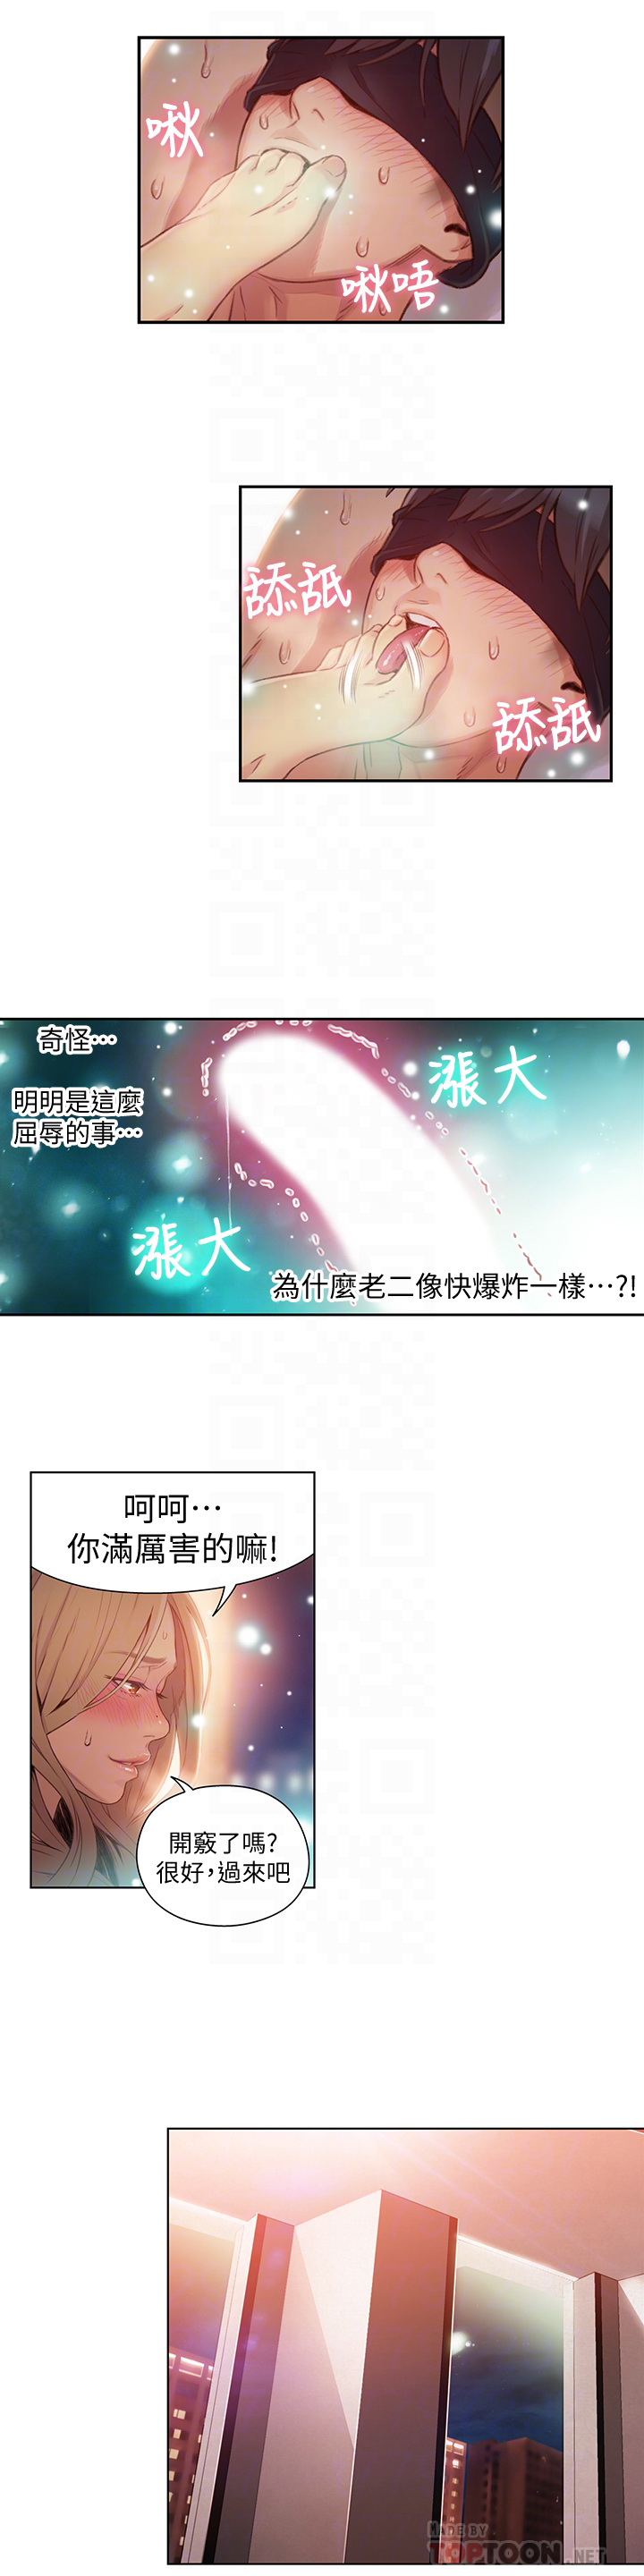 啾
啾唔
舔舐
舔舐
奇怪…
明明是這麼
屈辱的事…
漲大
漲大
為什麼老二像快爆炸一樣…?!
呵呵…
你滿厲害的嘛!
開竅了嗎?
很好,過來吧
MADE BY
TOPTOON.NET